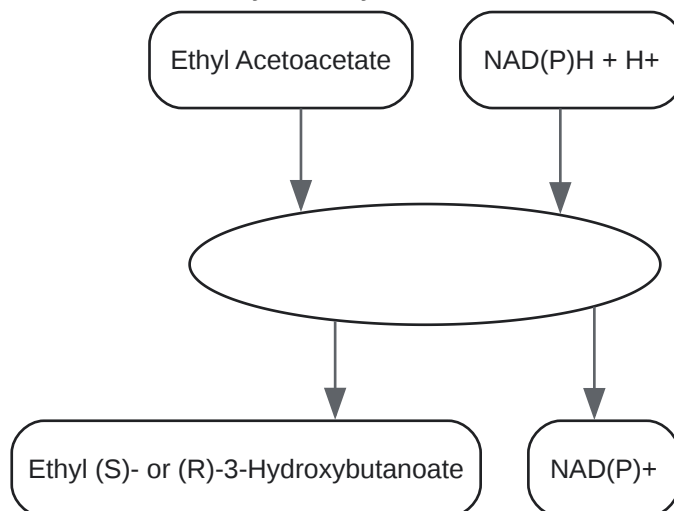 Ethyl Acetoacetate
NAD(P)H + H+
Ethyl (S)- or (R)-3-Hydroxybutanoate
NAD(P)+